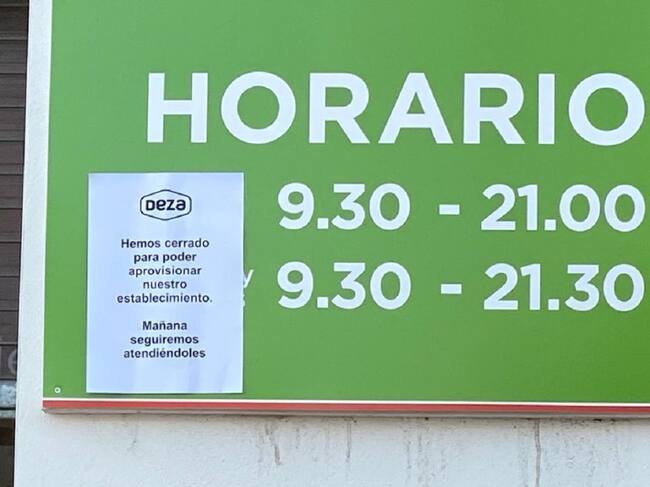 HORARIO
9.30 - 21.00
y 9.30 - 21.30
DEZA
Hemos cerrado
para poder
aprovisionar
nuestro
establecimiento.
Mañana
seguiremos
atendiéndoles